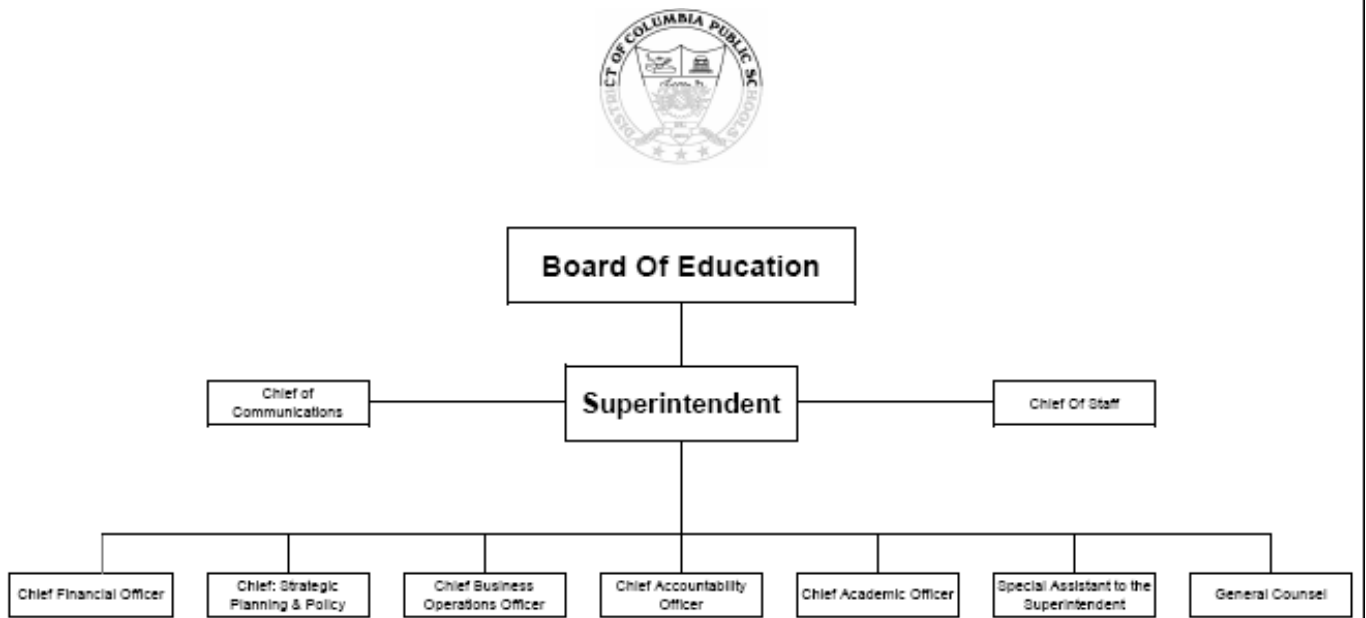 DISTRICT OF COLUMBIA PUBLIC SCHOOLS
Board Of Education
Superintendent
Chief of
Communications
Chief Of Staff
Chief Financial Officer
Chief: Strategic
Planning & Policy
Chief Business
Operations Officer
Chief Accountability
Officer
Chief Academic Officer
Special Assistant to the
Superintendent
General Counsel